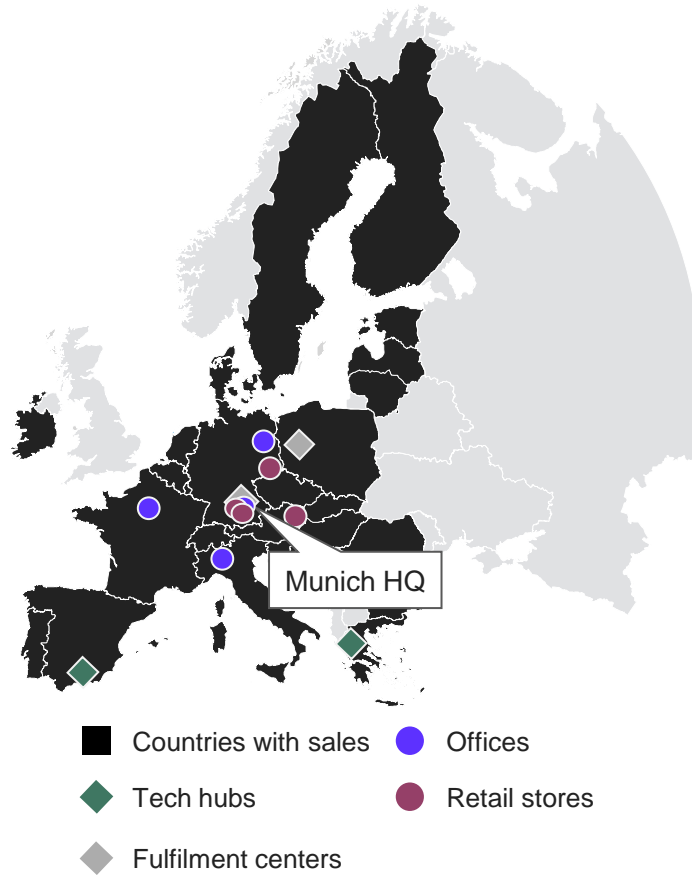 Munich HQ
Countries with sales
Offices
Tech hubs
Retail stores
Fulfilment centers